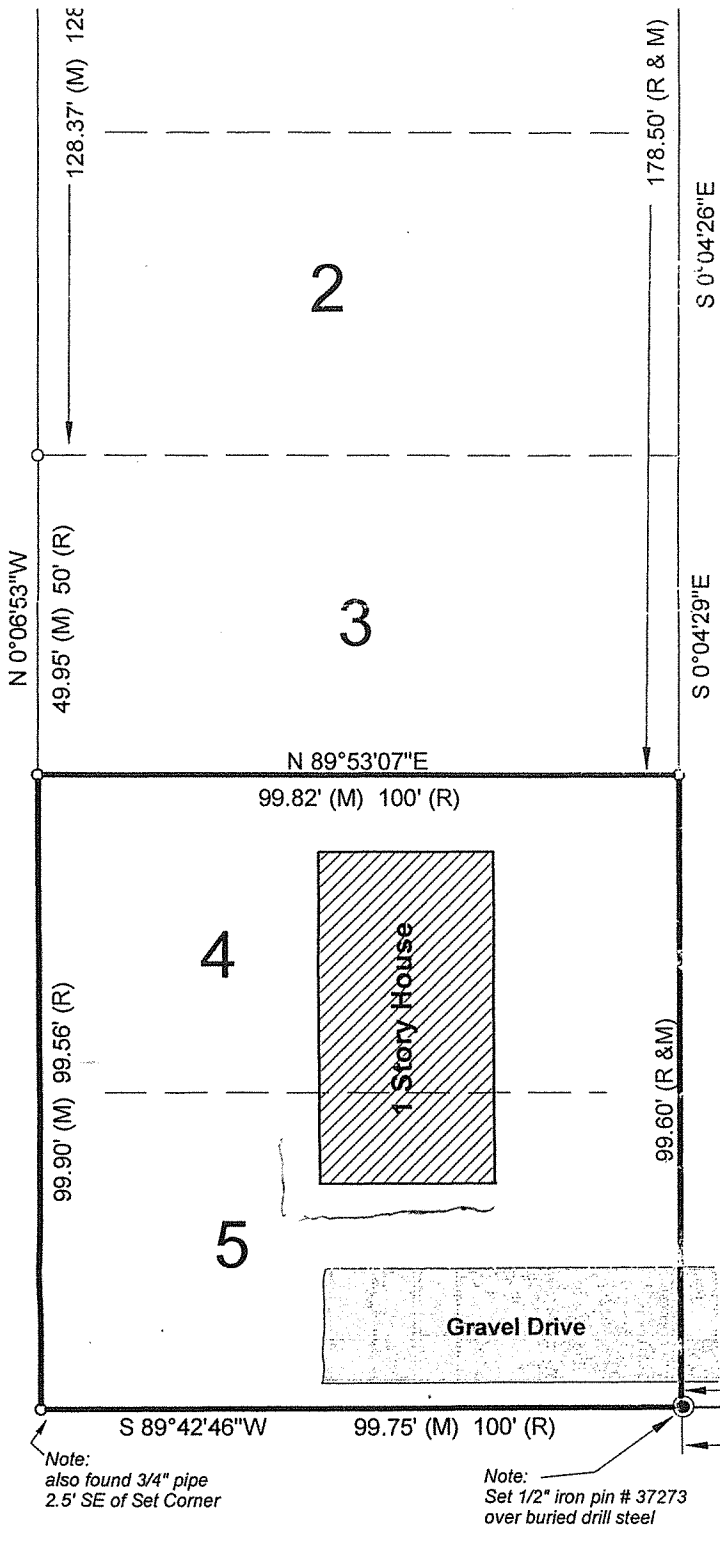 128.37' (M) 128
178.50' (R & M)
S 0°04'26"E
2
N 0°06'53"W
49.95' (M) 50' (R)
3
S 0°04'29"E
N 89°53'07"E
99.82' (M) 100' (R)
4
1 Story House
99.90' (M) 99.56' (R)
99.60' (R &M)
5
Gravel Drive
S 89°42'46"W 99.75' (M) 100' (R)
Note:
also found 3/4" pipe
2.5' SE of Set Corner
Note:
Set 1/2" iron pin # 37273
over buried drill steel